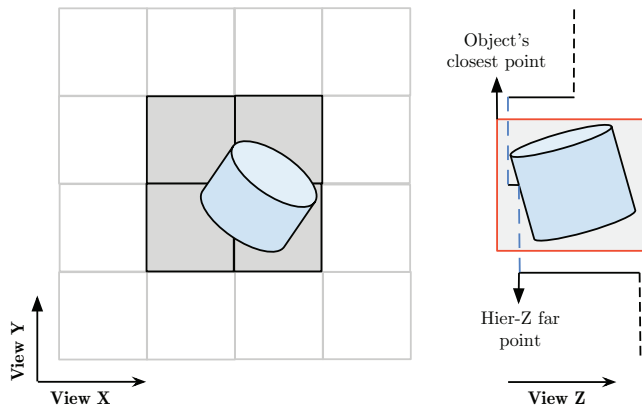 Object's
closest point
Hier-Z far
point
View Y
View X
View Z